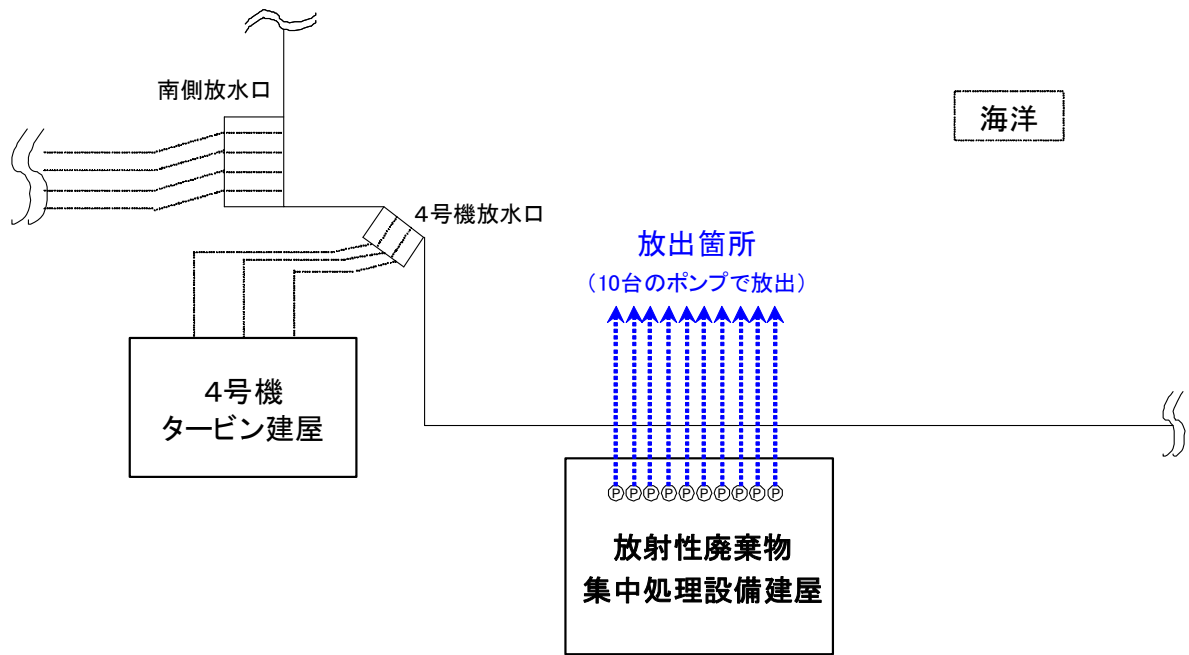 南側放水口
海洋
4号機放水口
放出箇所
（10台のポンプで放出）
4号機
タービン建屋
P P P P P P P P P P
放射性廃棄物
集中処理設備建屋